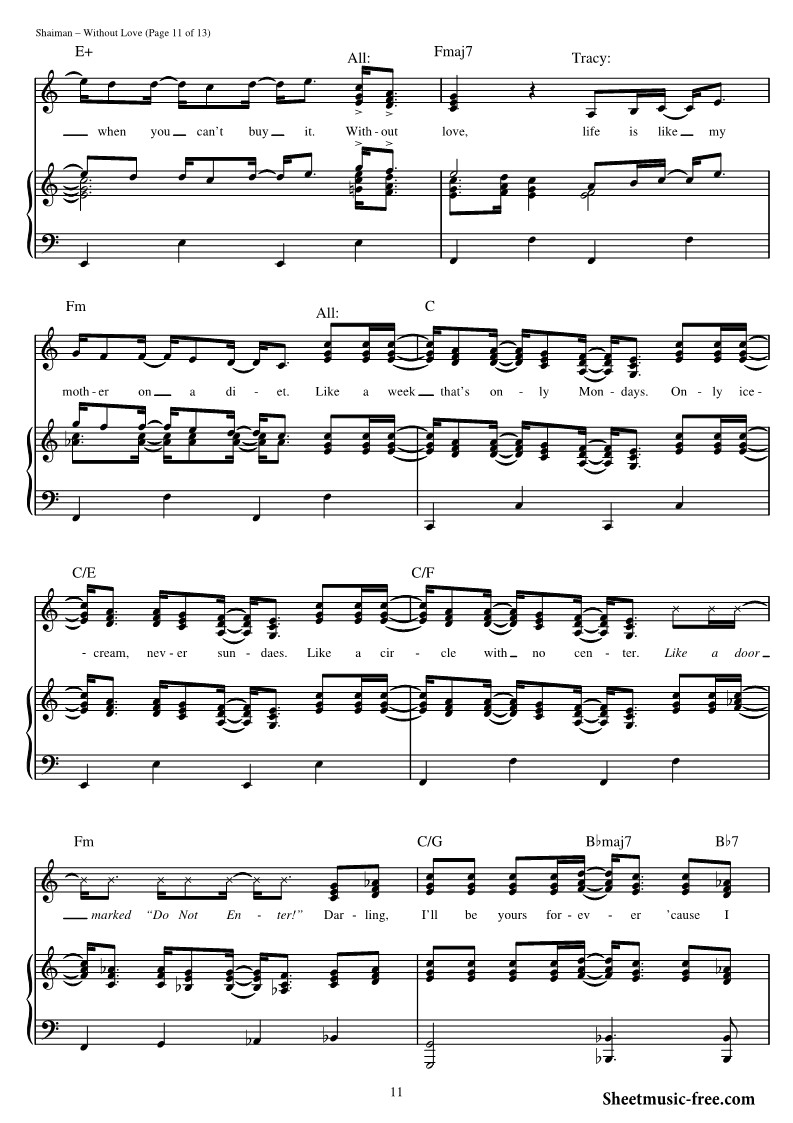 Shaiman – Without Love (Page 11 of 13)
E+ All: Fmaj7 Tracy:
when you can't buy it. With - out love, life is like my
Fm All: C
moth - er on a di - et. Like a week that's on - ly Mon - days. On - ly ice -
C/E C/F
- cream, nev - er sun - daes. Like a cir - cle with no cen - ter. Like a door
Fm C/G B♭maj7 B♭7
marked “Do Not En - ter!” Dar - ling, I'll be yours for - ev - er 'cause I
11
Sheetmusic-free.com